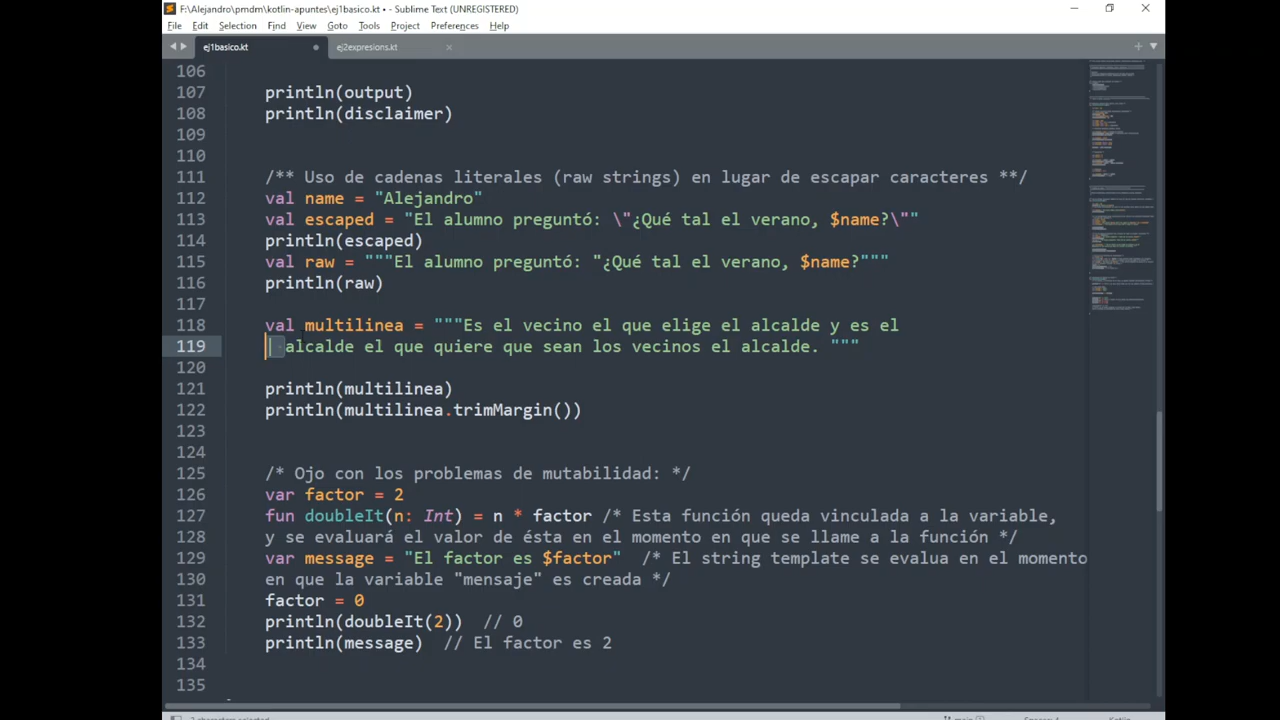 F:\Alejandro\pmdm\kotlin-apuntes\ej1basico.kt • - Sublime Text (UNREGISTERED)
File Edit Selection Find View Goto Tools Project Preferences Help
ej1basico.kt ej2expresions.kt
106
107 println(output)
108 println(disclaimer)
109
110
111 /** Uso de cadenas literales (raw strings) en lugar de escapar caracteres **/
112 val name = "Alejandro"
113 val escaped = "El alumno preguntó: \"¿Qué tal el verano, $name?\""
114 println(escaped)
115 val raw = """El alumno preguntó: "¿Qué tal el verano, $name?"""
116 println(raw)
117
118 val multilinea = """Es el vecino el que elige el alcalde y es el
119 | alcalde el que quiere que sean los vecinos el alcalde. """
120
121 println(multilinea)
122 println(multilinea.trimMargin())
123
124
125 /* Ojo con los problemas de mutabilidad: */
126 var factor = 2
127 fun doubleIt(n: Int) = n * factor /* Esta función queda vinculada a la variable,
128 y se evaluará el valor de ésta en el momento en que se llame a la función */
129 var message = "El factor es $factor" /* El string template se evalua en el momento
130 en que la variable "mensaje" es creada */
131 factor = 0
132 println(doubleIt(2)) // 0
133 println(message) // El factor es 2
134
135